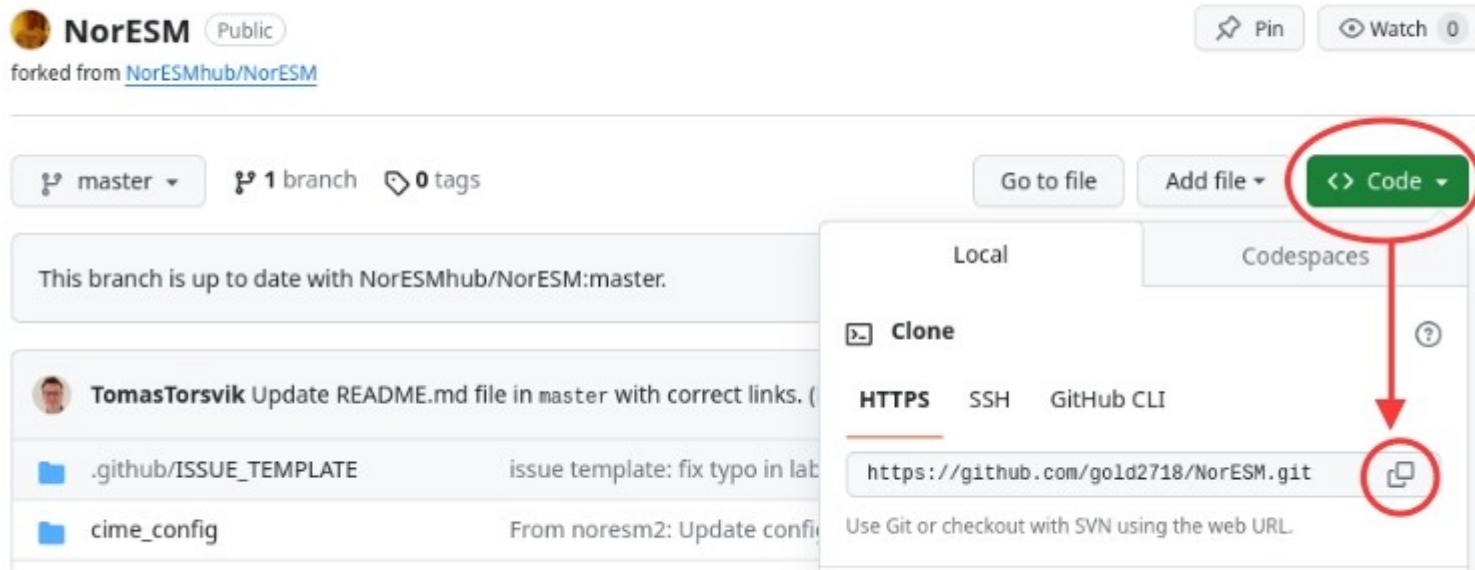 NorESM Public
Pin
Watch 0
forked from NorESMhub/NorESM
master
1 branch
0 tags
Go to file
Add file
<> Code
This branch is up to date with NorESMhub/NorESM:master.
Local
Codespaces
Clone
HTTPS SSH GitHub CLI
https://github.com/gold2718/NorESM.git
Use Git or checkout with SVN using the web URL.
TomasTorsvik Update README.md file in master with correct links. (
.github/ISSUE_TEMPLATE
issue template: fix typo in lab
cime_config
From noresm2: Update config